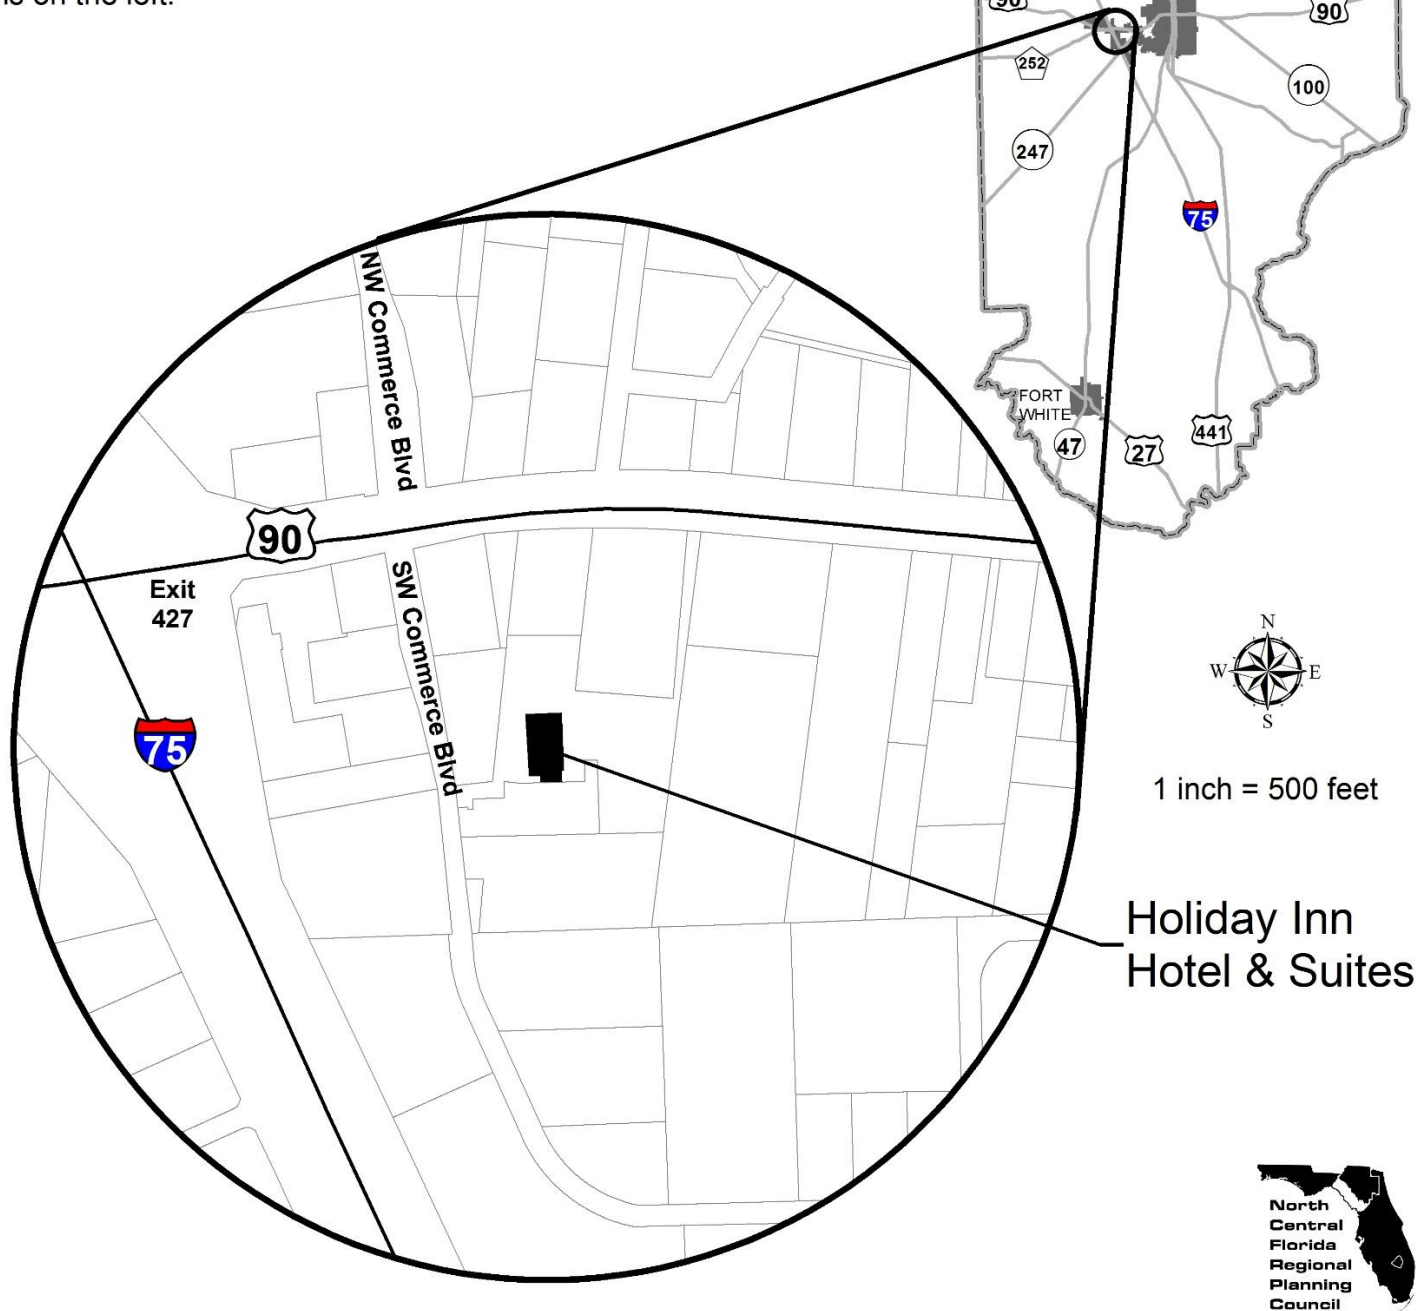 on the left.
90
90
252
100
247
75
FORT
WHITE
47
27
441
NW Commerce Blvd
90
Exit
427
SW Commerce Blvd
75
N
W E
S
1 inch = 500 feet
Holiday Inn
Hotel & Suites
North
Central
Florida
Regional
Planning
Council